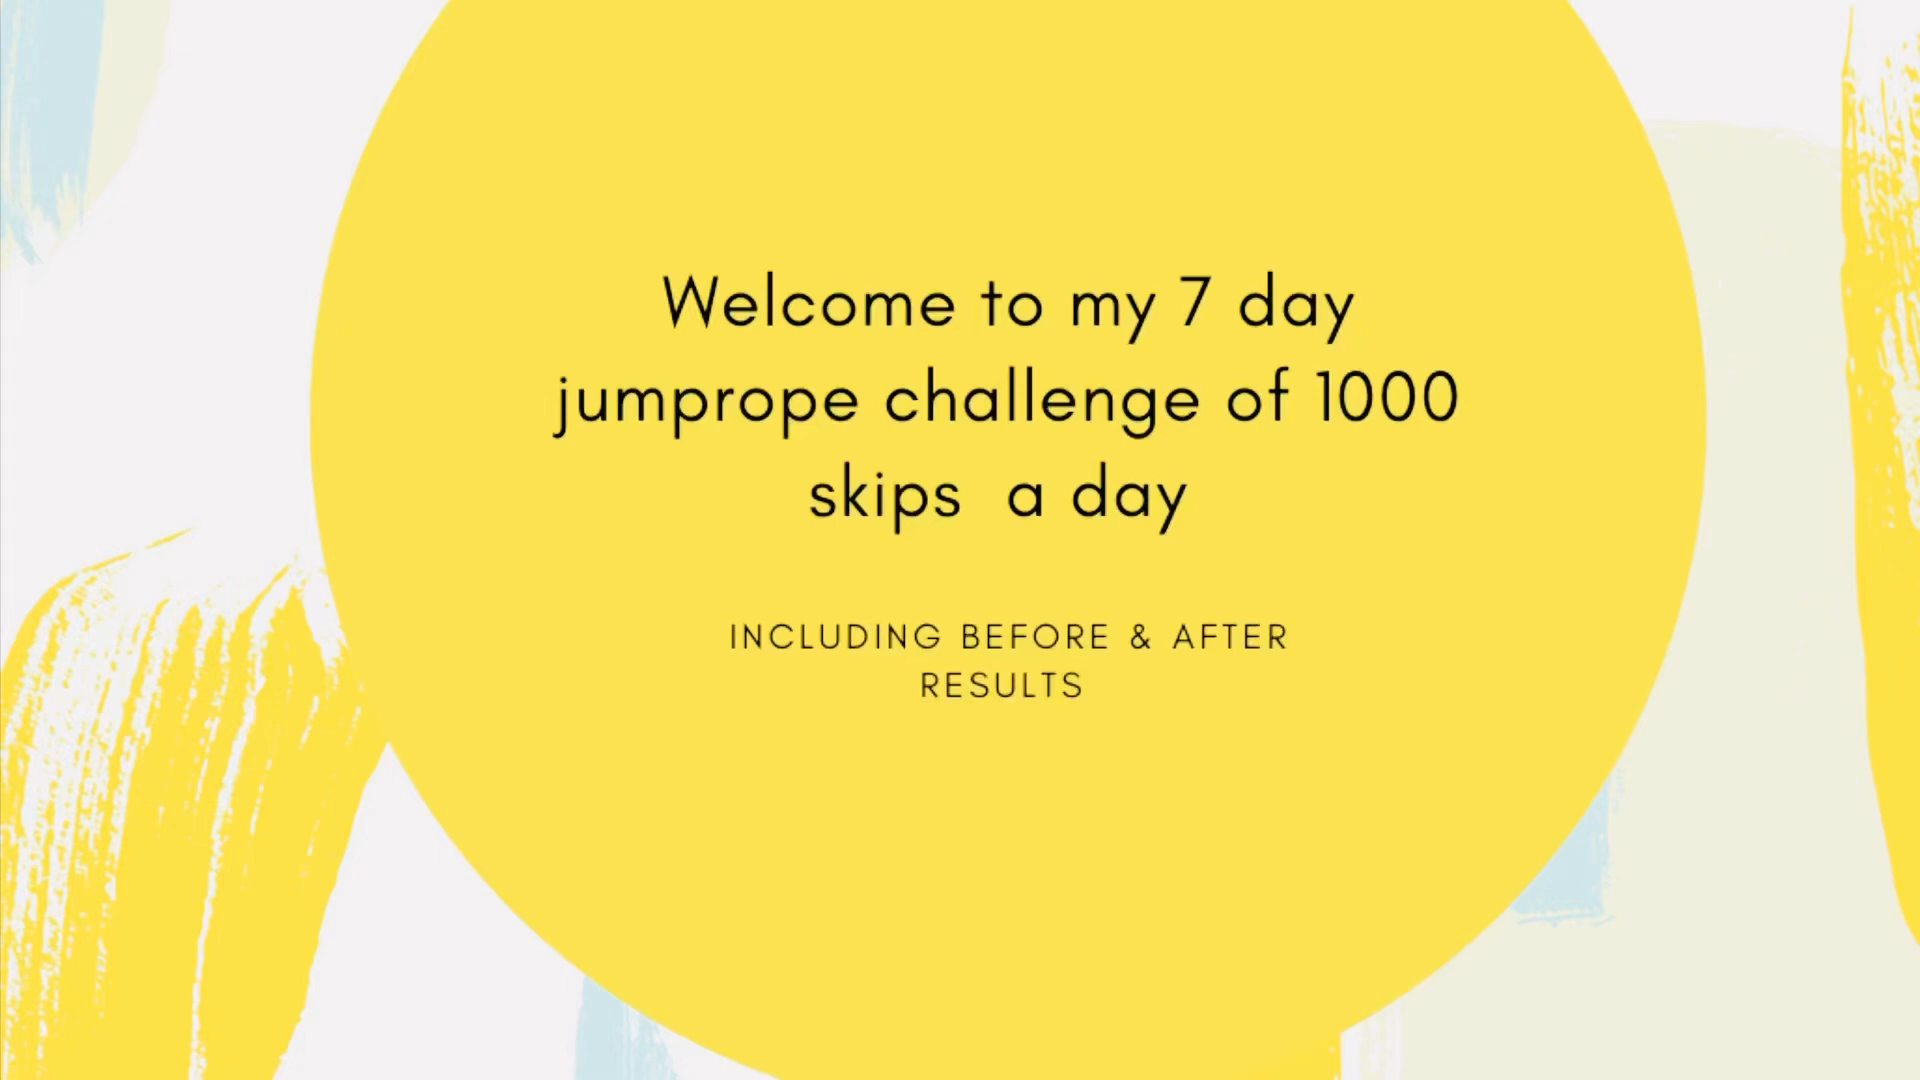 Welcome to my 7 day
jumprope challenge of 1000
skips  a day
INCLUDING BEFORE & AFTER
RESULTS